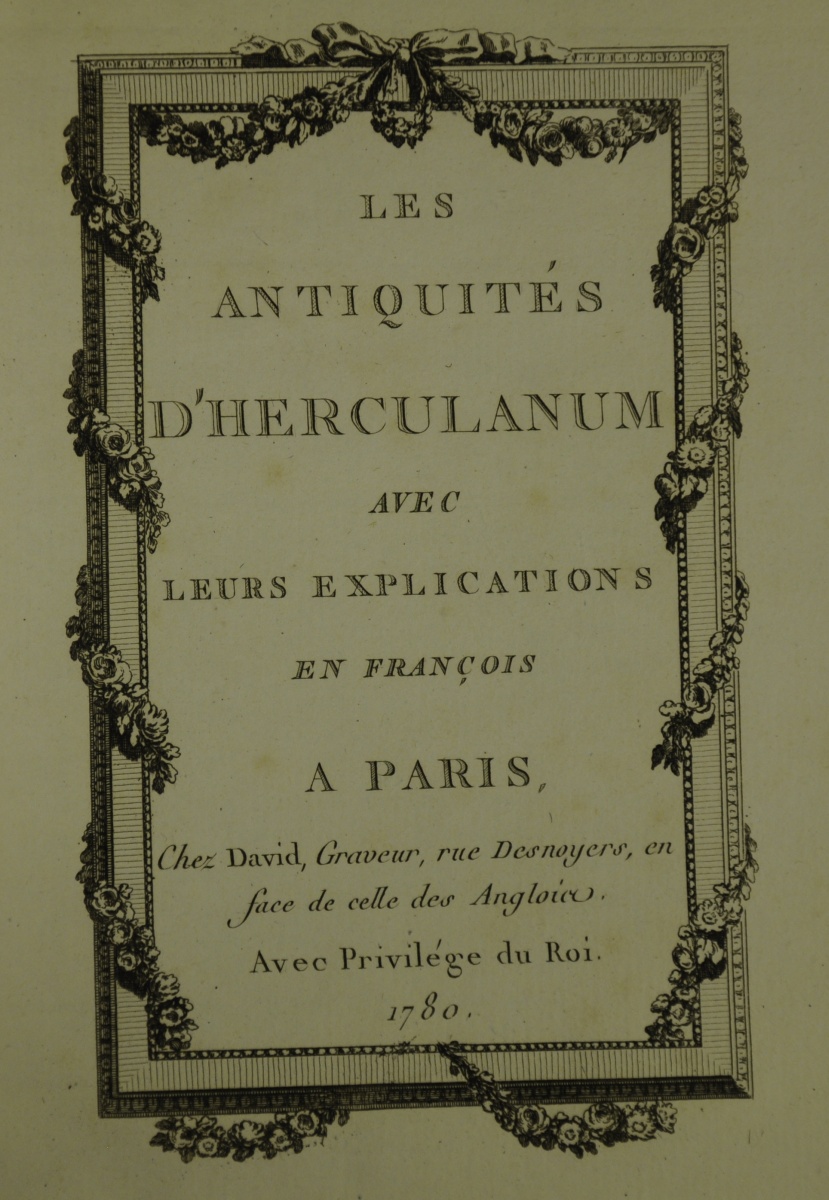 LES
ANTIQUITÉS
D'HERCULANUM
AVEC
LEURS EXPLICATIONS
EN FRANÇOIS
A PARIS,
Chez David, Graveur, rue Desnoyers, en
face de celle des Anglois.
Avec Privilége du Roi.
1780.